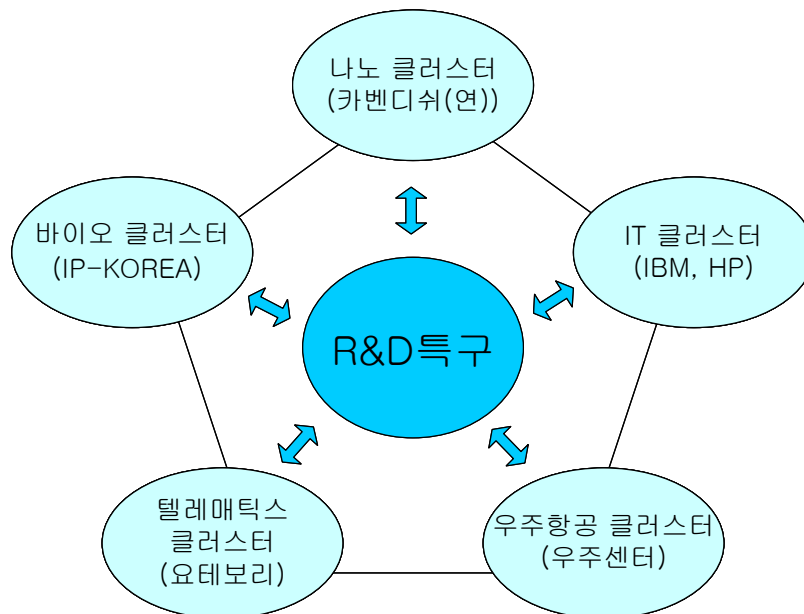 나노 클러스터
(카벤디쉬(연))
바이오 클러스터
(IP-KOREA)
IT 클러스터
(IBM, HP)
R&D특구
텔레매틱스
클러스터
(요테보리)
우주항공 클러스터
(우주센터)